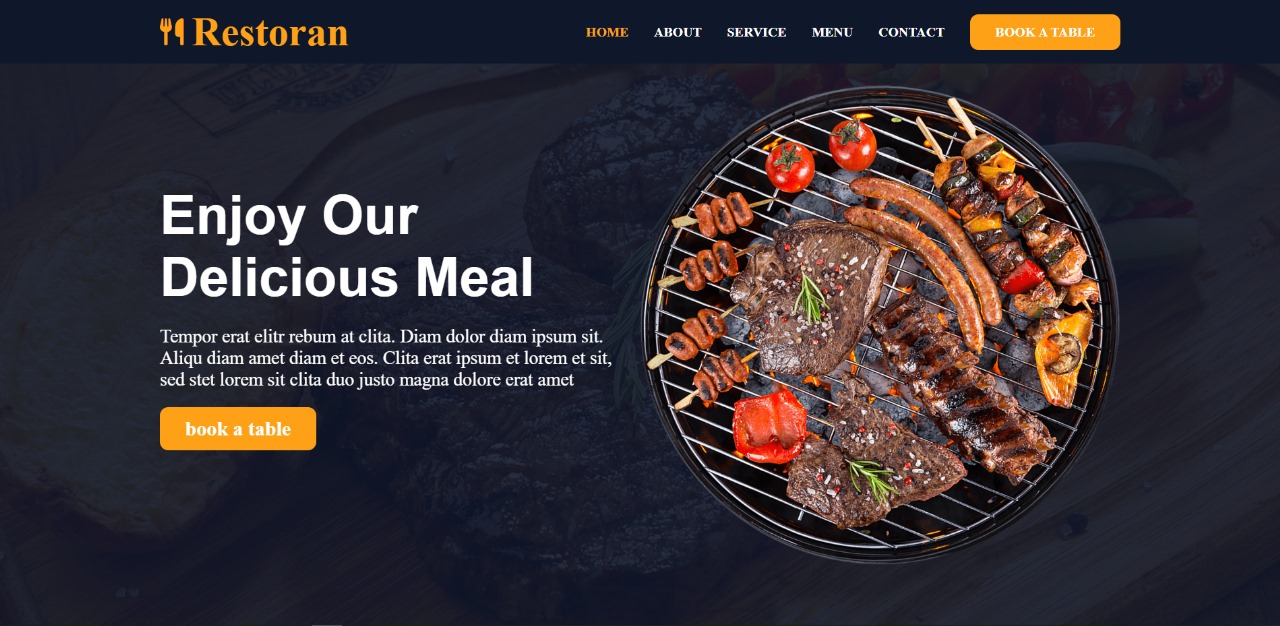 Restoran
HOME ABOUT SERVICE MENU CONTACT BOOK A TABLE
Enjoy Our
Delicious Meal
Tempor erat elitr rebum at clita. Diam dolor diam ipsum sit.
Aliqu diam amet diam et eos. Clita erat ipsum et lorem et sit,
sed stet lorem sit clita duo justo magna dolore erat amet
book a table